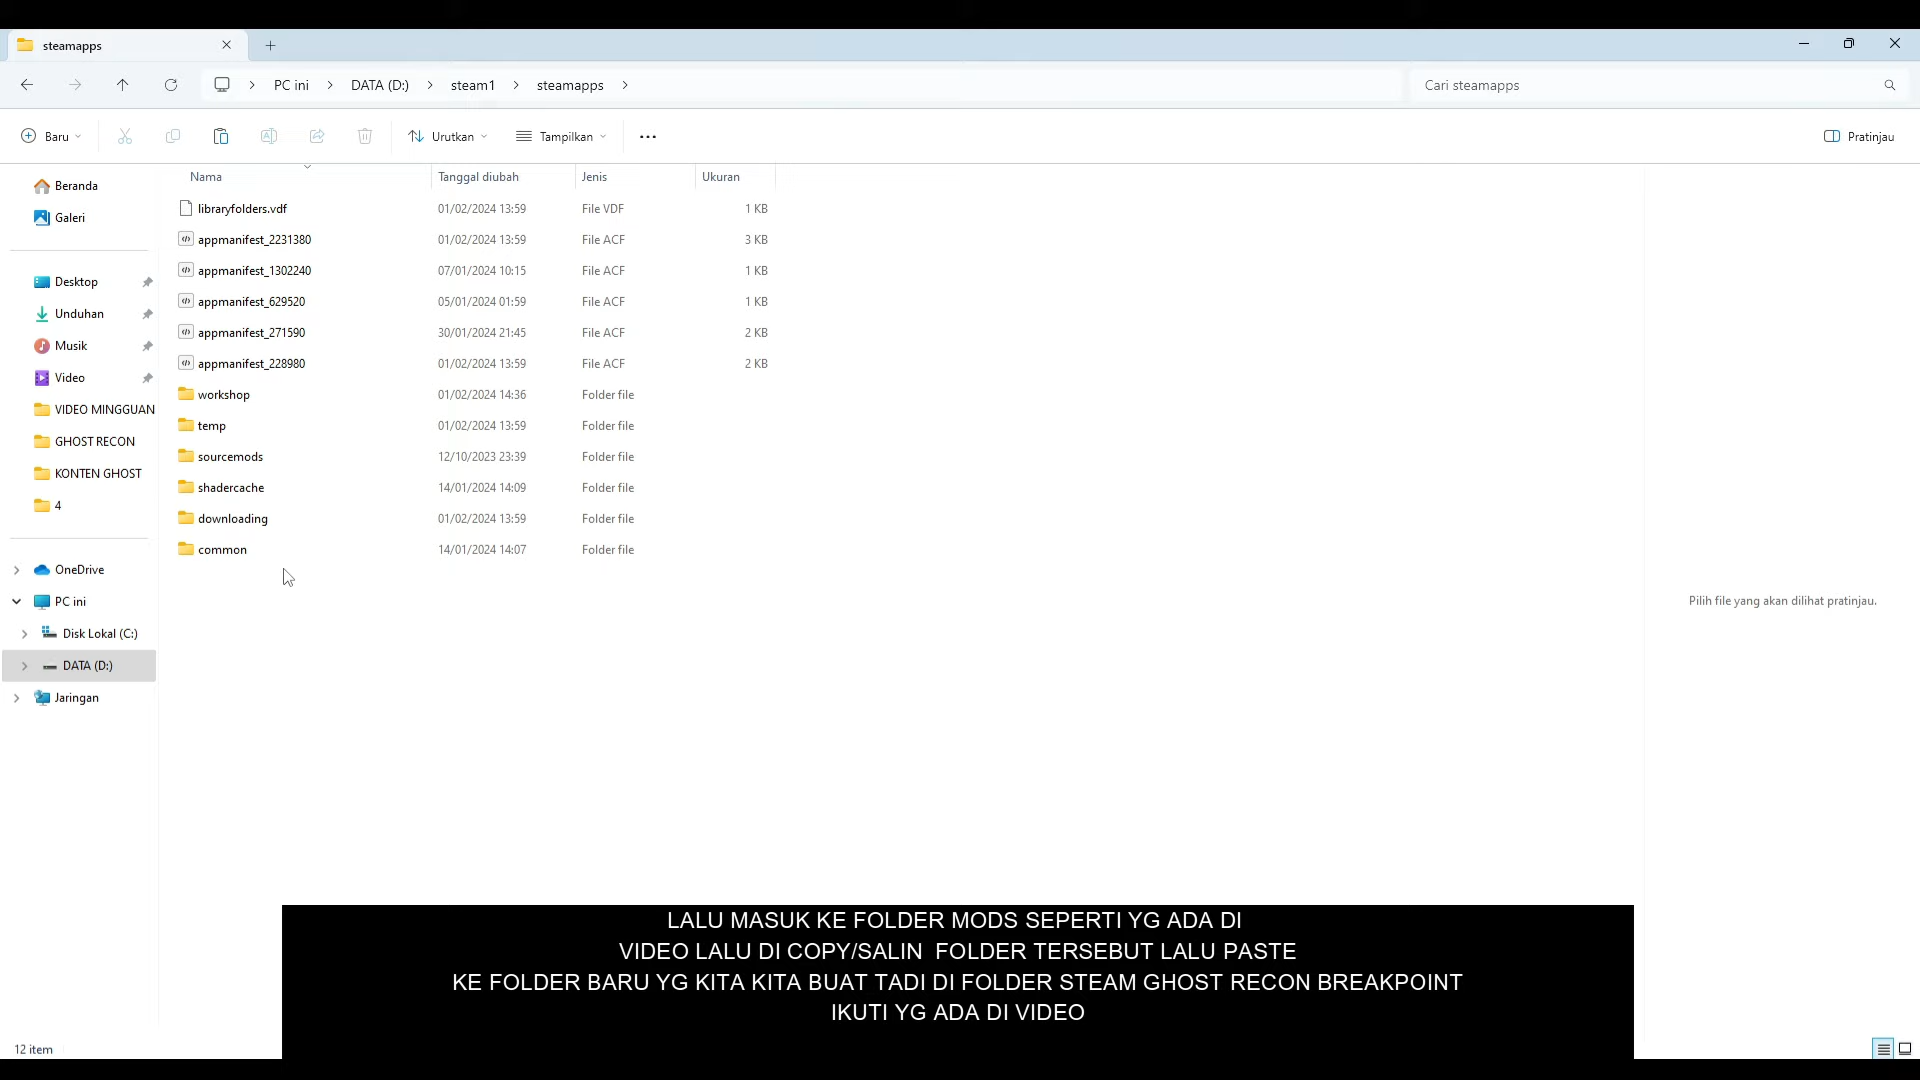 steamapps
PC ini
DATA (D:)
steam1
steamapps
Cari steamapps
Baru
Urutkan
Tampilkan
Pratinjau
Nama Tanggal diubah Jenis Ukuran
libraryfolders.vdf 01/02/2024 13:59 File VDF 1 KB
appmanifest_2231380 01/02/2024 13:59 File ACF 3 KB
appmanifest_1302240 07/01/2024 10:15 File ACF 1 KB
appmanifest_629520 05/01/2024 01:59 File ACF 1 KB
appmanifest_271590 30/01/2024 21:45 File ACF 2 KB
appmanifest_228980 01/02/2024 13:59 File ACF 2 KB
workshop 01/02/2024 14:36 Folder file
temp 01/02/2024 13:59 Folder file
sourcemods 12/10/2023 23:39 Folder file
shadercache 14/01/2024 14:09 Folder file
downloading 01/02/2024 13:59 Folder file
common 14/01/2024 14:07 Folder file
Beranda
Galeri
Desktop
Unduhan
Musik
Video
VIDEO MINGGUAN
GHOST RECON
KONTEN GHOST
4
OneDrive
PC ini
Disk Lokal (C:)
DATA (D:)
Jaringan
Pilih file yang akan dilihat pratinjau.
LALU MASUK KE FOLDER MODS SEPERTI YG ADA DI
VIDEO LALU DI COPY/SALIN FOLDER TERSEBUT LALU PASTE
KE FOLDER BARU YG KITA KITA BUAT TADI DI FOLDER STEAM GHOST RECON BREAKPOINT
IKUTI YG ADA DI VIDEO
12 item